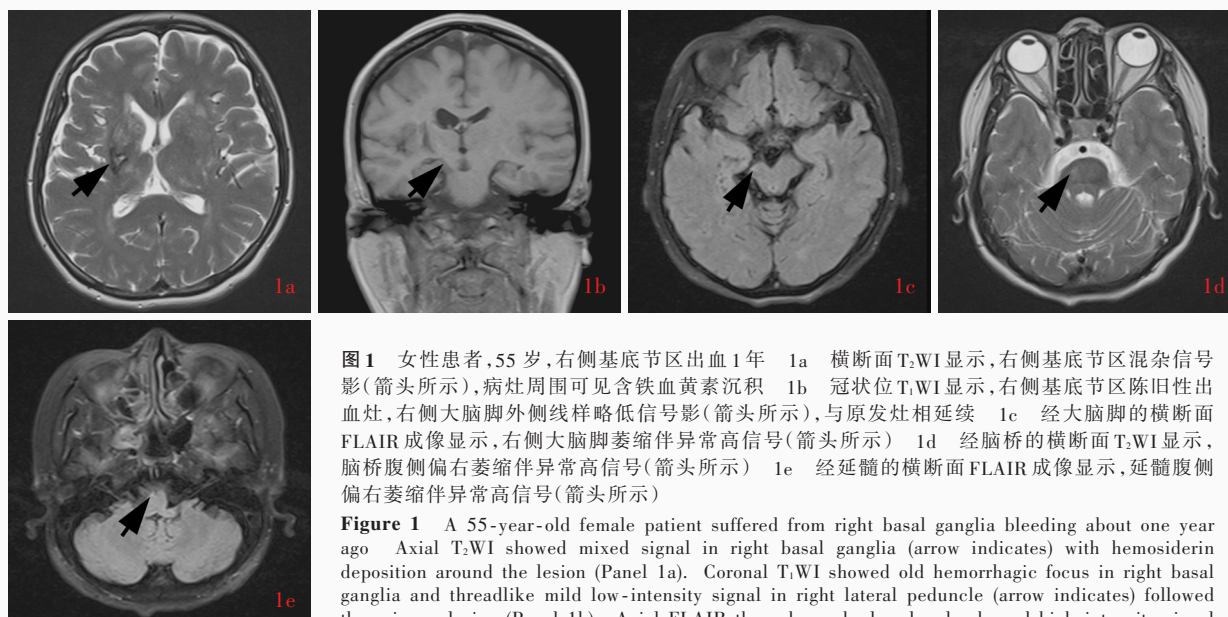 1a
1b
1c
1d
1e
图1 女性患者,55 岁,右侧基底节区出血1年 1a 横断面T₂WI显示,右侧基底节区混杂信号
影(箭头所示),病灶周围可见含铁血黄素沉积 1b 冠状位T₁WI显示,右侧基底节区陈旧性出
血灶,右侧大脑脚外侧线样略低信号影(箭头所示),与原发灶相延续 1c 经大脑脚的横断面
FLAIR成像显示,右侧大脑脚萎缩伴异常高信号(箭头所示) 1d 经脑桥的横断面T₂WI显示,
脑桥腹侧偏右萎缩伴异常高信号(箭头所示) 1e 经延髓的横断面FLAIR成像显示,延髓腹侧
偏右萎缩伴异常高信号(箭头所示)
Figure 1 A 55-year-old female patient suffered from right basal ganglia bleeding about one year
ago Axial T₂WI showed mixed signal in right basal ganglia (arrow indicates) with hemosiderin
deposition around the lesion (Panel 1a). Coronal T₁WI showed old hemorrhagic focus in right basal
ganglia and threadlike mild low-intensity signal in right lateral peduncle (arrow indicates) followed